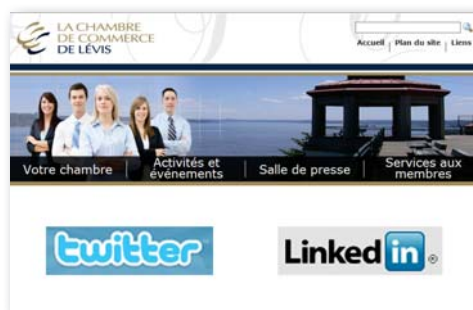 LA CHAMBRE
DE COMMERCE
DE LÉVIS
Accueil | Plan du site | Liens
Votre chambre
Activités et
événements
Salle de presse
Services aux
membres
twitter
Linked in ®